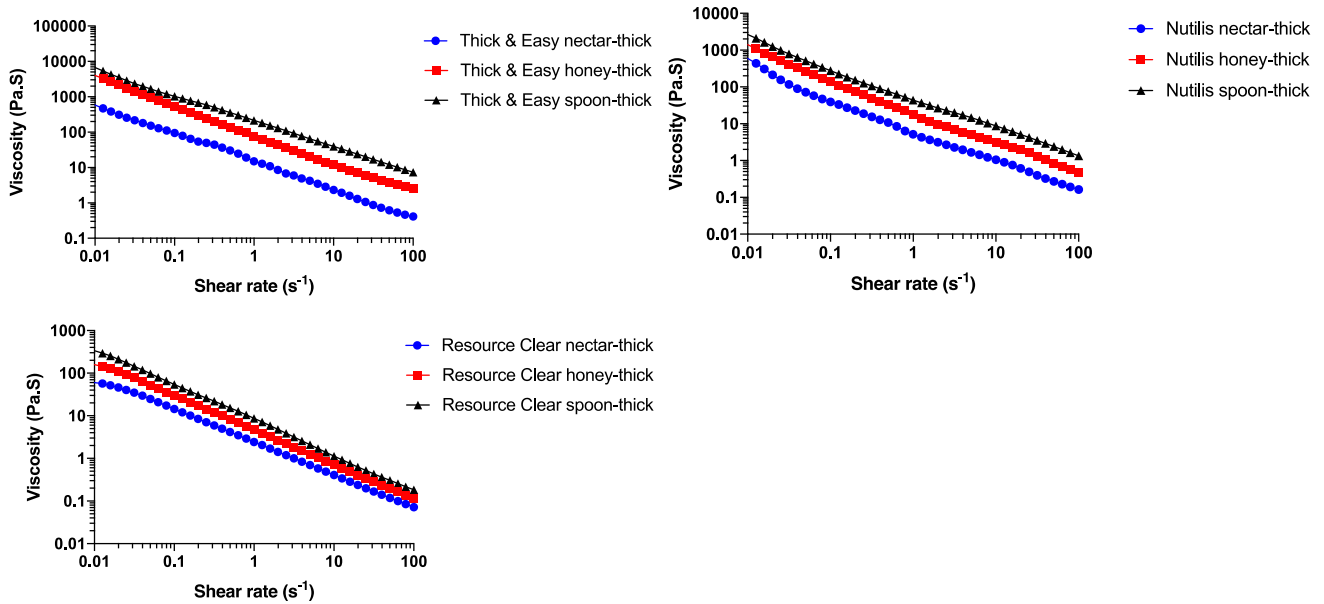 100000
10000
1000
100
10
1
0.1
Viscosity (Pa.S)
0.01 0.1 1 10 100
Shear rate (s⁻¹)
Thick & Easy nectar-thick
Thick & Easy honey-thick
Thick & Easy spoon-thick
10000
1000
100
10
1
0.1
0.01
Viscosity (Pa.S)
0.01 0.1 1 10 100
Shear rate (s⁻¹)
Nutilis nectar-thick
Nutilis honey-thick
Nutilis spoon-thick
1000
100
10
1
0.1
0.01
Viscosity (Pa.S)
0.01 0.1 1 10 100
Shear rate (s⁻¹)
Resource Clear nectar-thick
Resource Clear honey-thick
Resource Clear spoon-thick